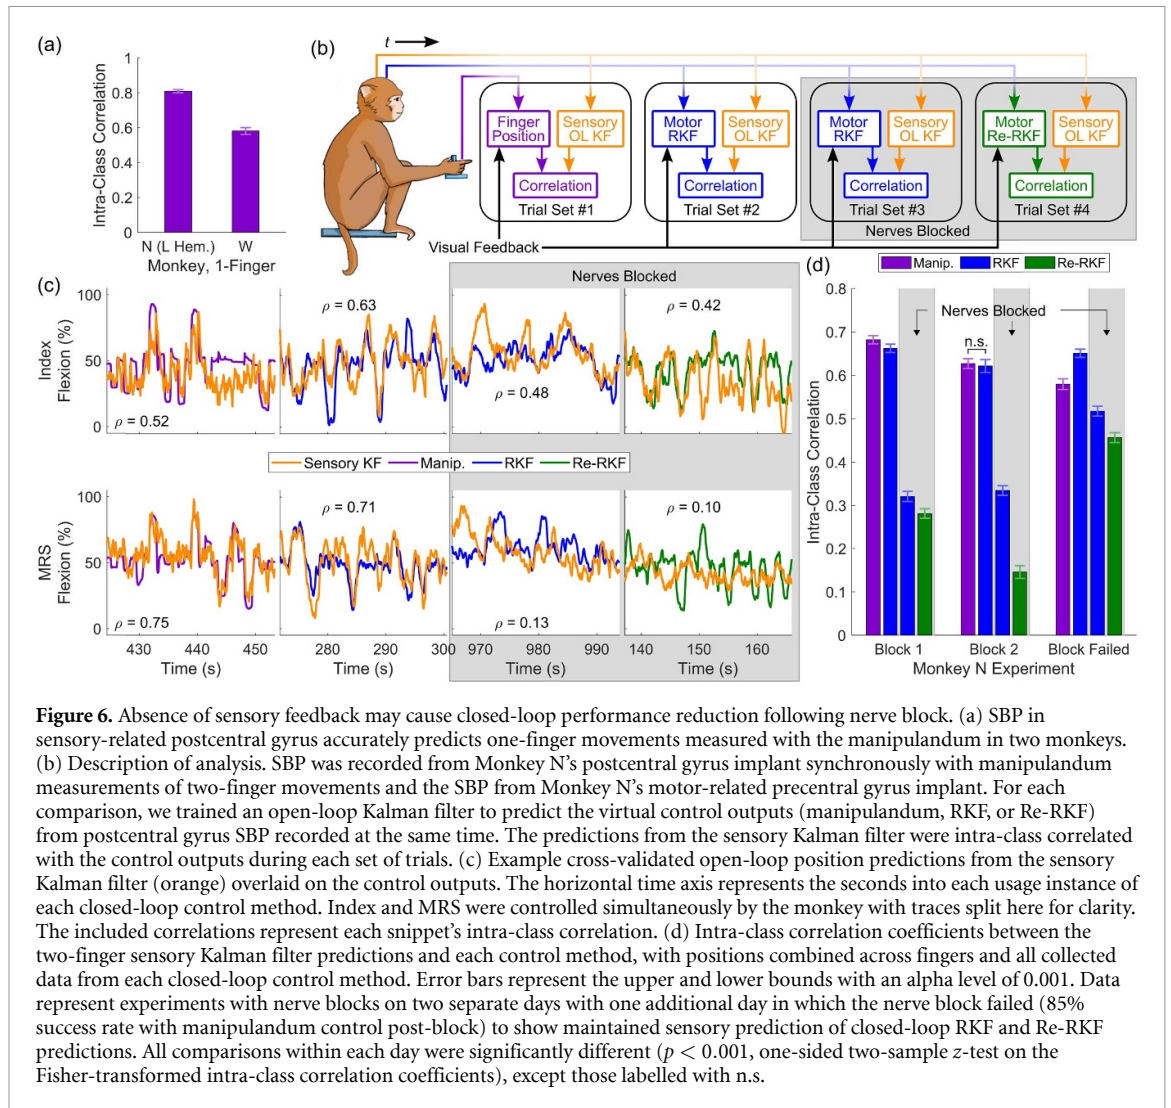 (a)
Intra-Class Correlation
1
0.8
0.6
0.4
0.2
0
N (L Hem.) W
Monkey, 1-Finger
(b)
t
Finger Position
Sensory OL KF
Correlation
Trial Set #1
Motor RKF
Sensory OL KF
Correlation
Trial Set #2
Motor RKF
Sensory OL KF
Correlation
Trial Set #3
Motor Re-RKF
Sensory OL KF
Correlation
Trial Set #4
Nerves Blocked
Visual Feedback
(c)
Nerves Blocked
Index
Flexion (%)
100
50
0
ρ = 0.52
ρ = 0.63
ρ = 0.48
ρ = 0.42
Sensory KF Manip. RKF Re-RKF
MRS
Flexion (%)
100
50
0
ρ = 0.75
ρ = 0.71
ρ = 0.13
ρ = 0.10
430 440 450
Time (s)
280 290 300
Time (s)
970 980 990
Time (s)
140 150 160
Time (s)
(d)
Manip. RKF Re-RKF
Intra-Class Correlation
0.8
0.7
0.6
0.5
0.4
0.3
0.2
0.1
0
Nerves Blocked
n.s.
Block 1 Block 2 Block Failed
Monkey N Experiment
Figure 6. Absence of sensory feedback may cause closed-loop performance reduction following nerve block. (a) SBP in
sensory-related postcentral gyrus accurately predicts one-finger movements measured with the manipulandum in two monkeys.
(b) Description of analysis. SBP was recorded from Monkey N's postcentral gyrus implant synchronously with manipulandum
measurements of two-finger movements and the SBP from Monkey N's motor-related precentral gyrus implant. For each
comparison, we trained an open-loop Kalman filter to predict the virtual control outputs (manipulandum, RKF, or Re-RKF)
from postcentral gyrus SBP recorded at the same time. The predictions from the sensory Kalman filter were intra-class correlated
with the control outputs during each set of trials. (c) Example cross-validated open-loop position predictions from the sensory
Kalman filter (orange) overlaid on the control outputs. The horizontal time axis represents the seconds into each usage instance of
each closed-loop control method. Index and MRS were controlled simultaneously by the monkey with traces split here for clarity.
The included correlations represent each snippet's intra-class correlation. (d) Intra-class correlation coefficients between the
two-finger sensory Kalman filter predictions and each control method, with positions combined across fingers and all collected
data from each closed-loop control method. Error bars represent the upper and lower bounds with an alpha level of 0.001. Data
represent experiments with nerve blocks on two separate days with one additional day in which the nerve block failed (85%
success rate with manipulandum control post-block) to show maintained sensory prediction of closed-loop RKF and Re-RKF
predictions. All comparisons within each day were significantly different (p < 0.001, one-sided two-sample z-test on the
Fisher-transformed intra-class correlation coefficients), except those labelled with n.s.